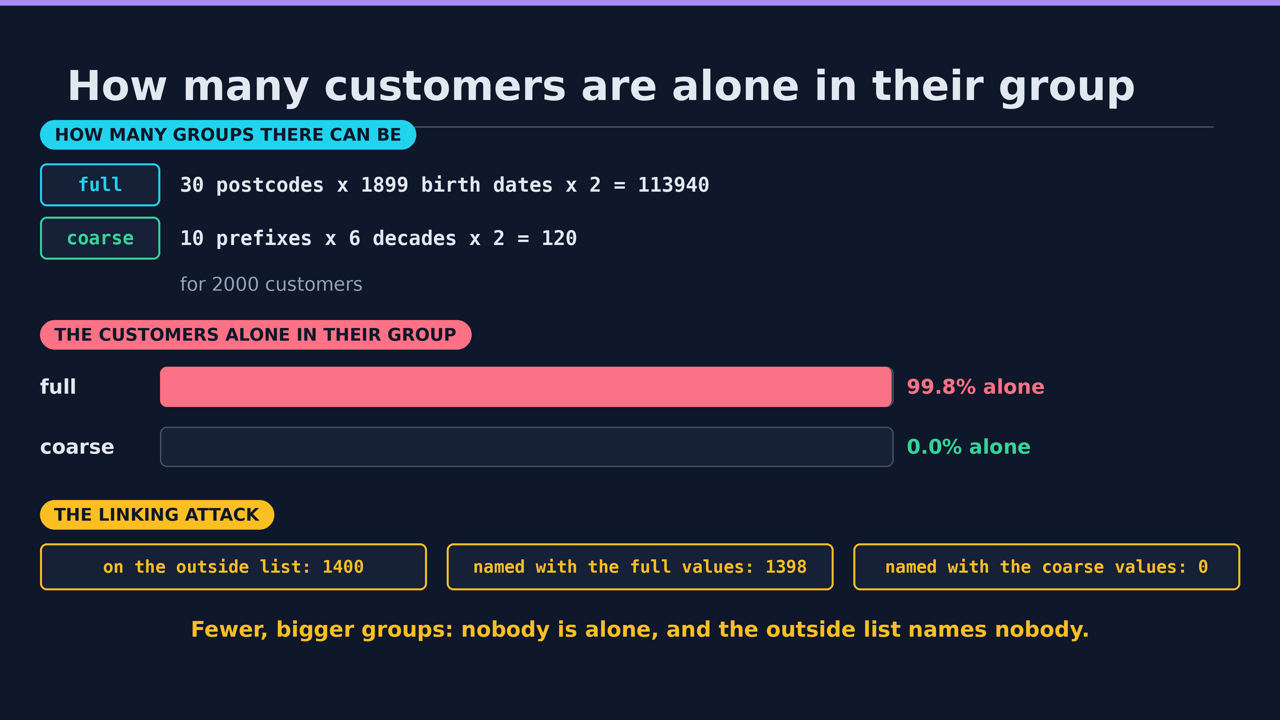 How many customers are alone in their group
HOW MANY GROUPS THERE CAN BE
full
30 postcodes x 1899 birth dates x 2 = 113940
coarse
10 prefixes x 6 decades x 2 = 120
for 2000 customers
THE CUSTOMERS ALONE IN THEIR GROUP
full
99.8% alone
coarse
0.0% alone
THE LINKING ATTACK
on the outside list: 1400
named with the full values: 1398
named with the coarse values: 0
Fewer, bigger groups: nobody is alone, and the outside list names nobody.